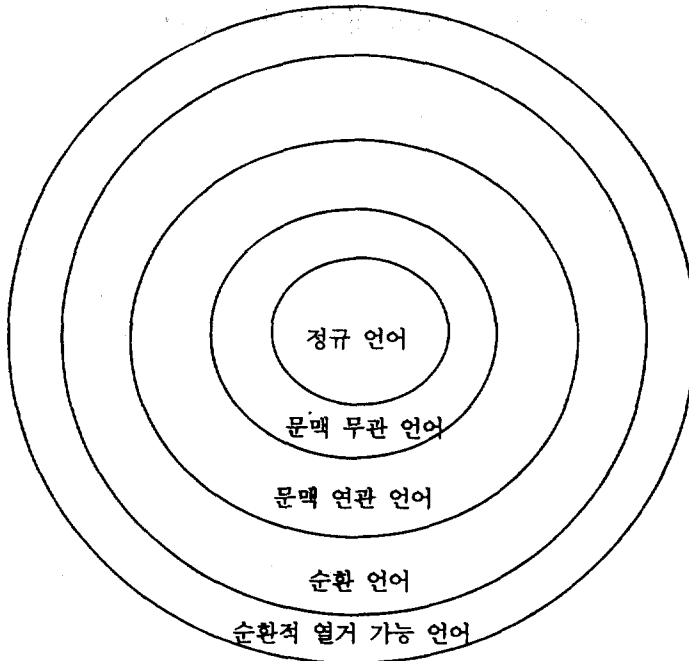 정규 언어
문맥 무관 언어
문맥 연관 언어
순환 언어
순환적 열거 가능 언어